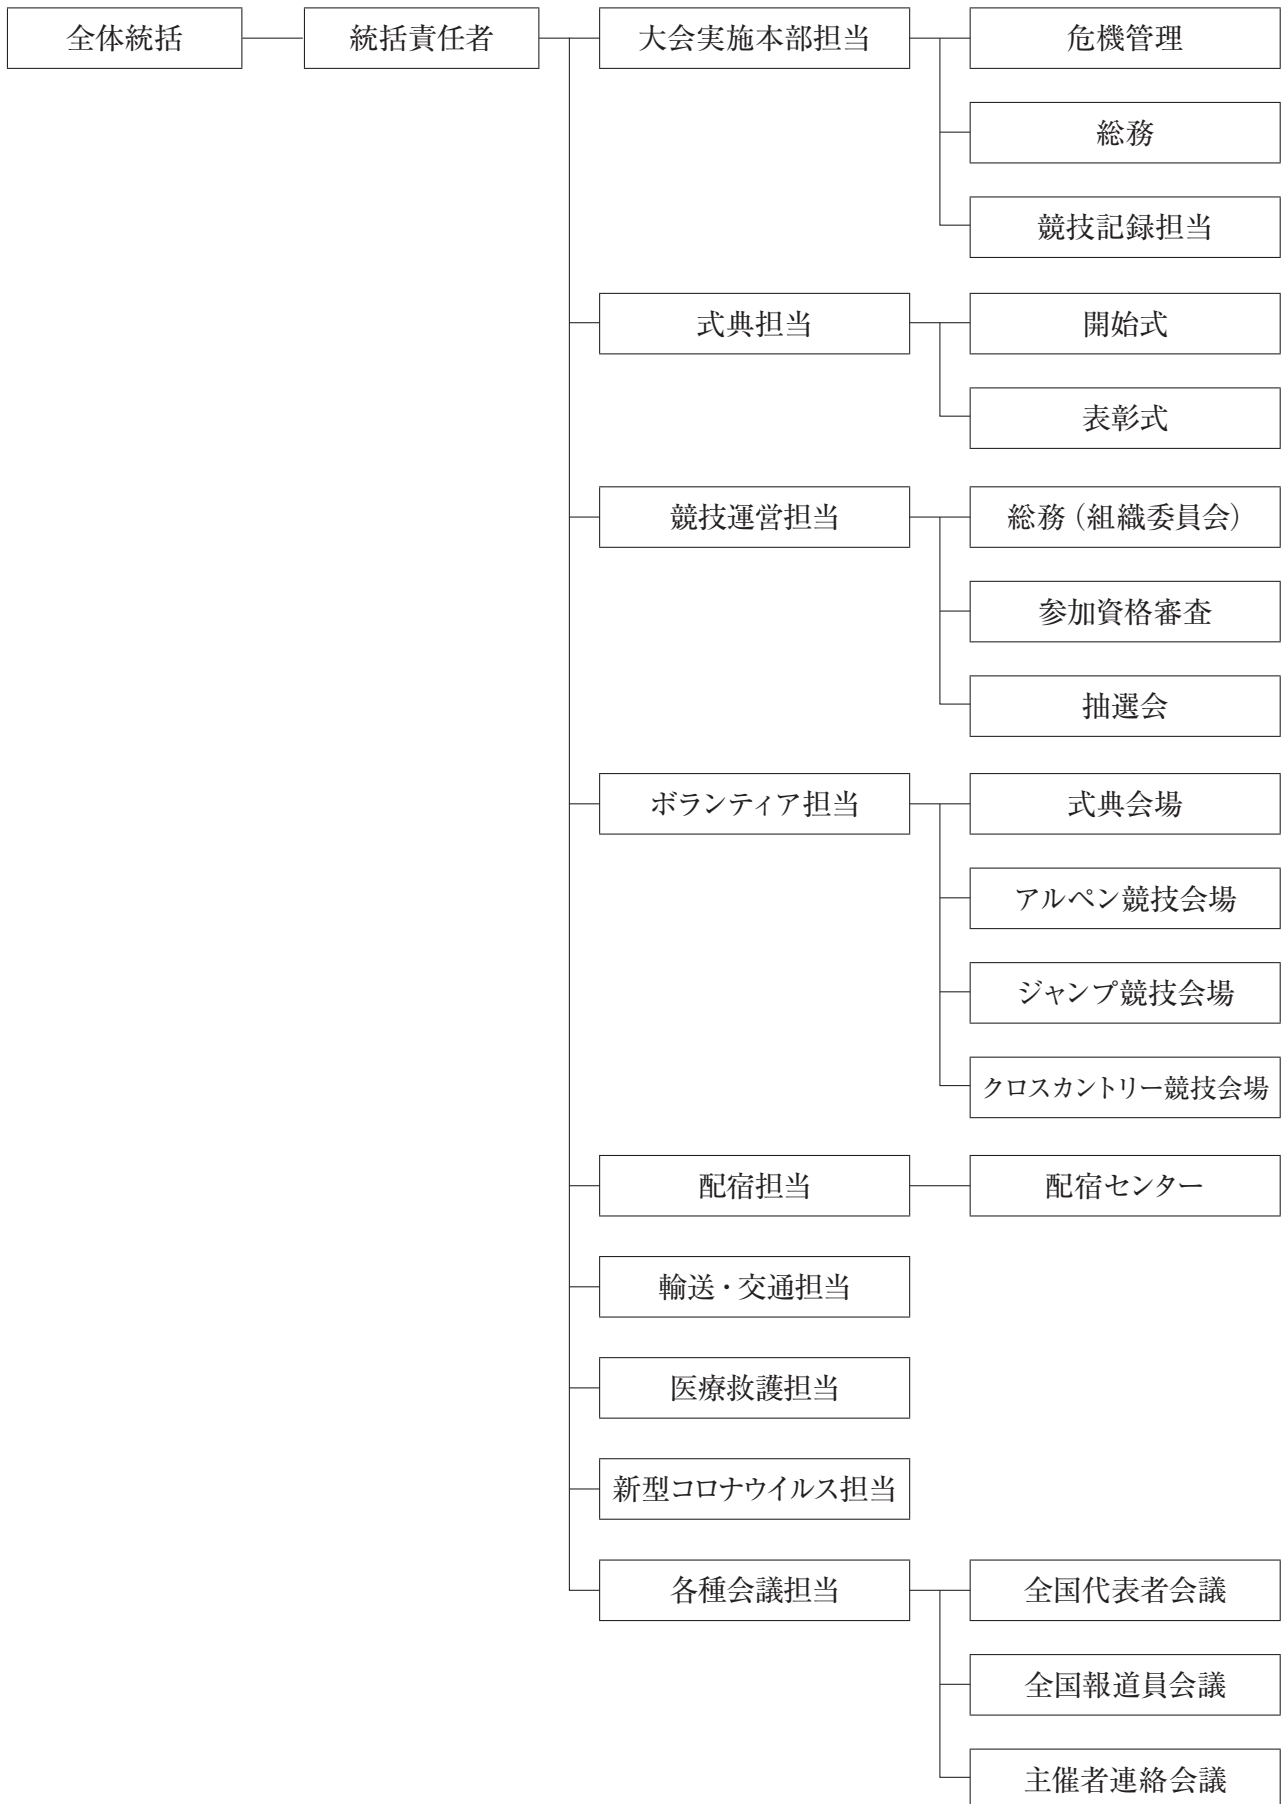 全体統括
統括責任者
大会実施本部担当
危機管理
総務
競技記録担当
式典担当
開始式
表彰式
競技運営担当
総務（組織委員会）
参加資格審査
抽選会
ボランティア担当
式典会場
アルペン競技会場
ジャンプ競技会場
クロスカントリー競技会場
配宿担当
配宿センター
輸送・交通担当
医療救護担当
新型コロナウイルス担当
各種会議担当
全国代表者会議
全国報道員会議
主催者連絡会議